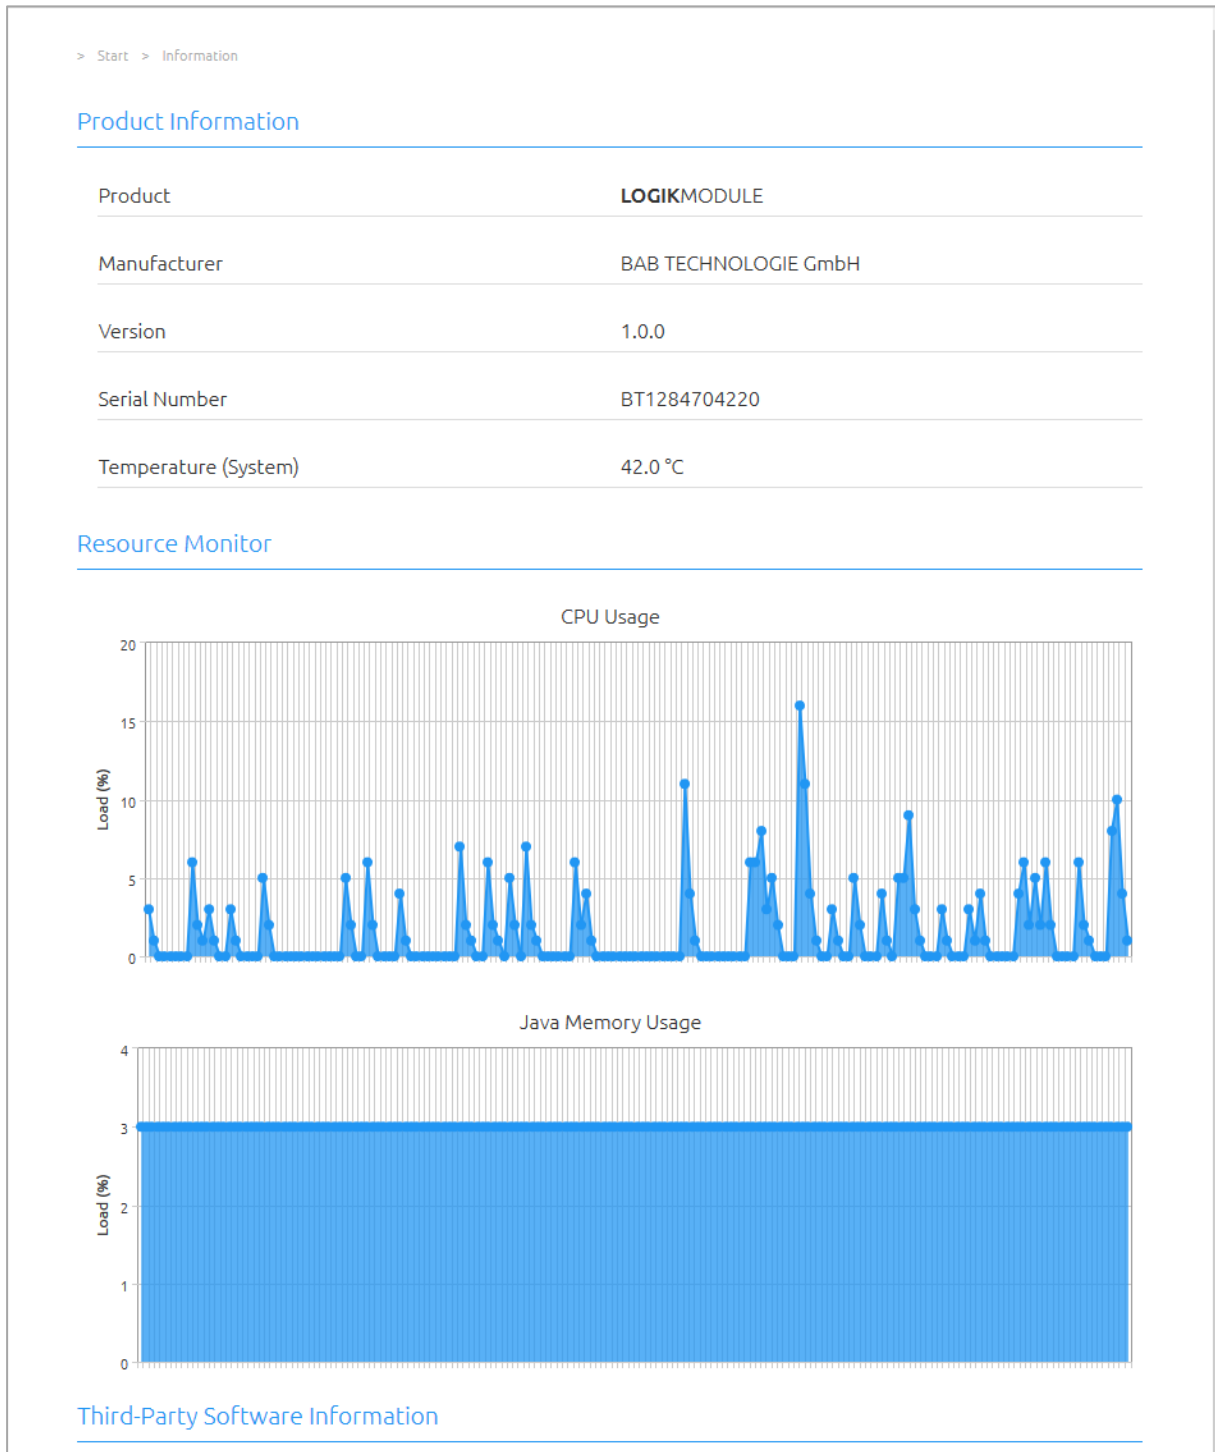 > Start > Information
Product Information
Product LOGIKMODULE
Manufacturer BAB TECHNOLOGIE GmbH
Version 1.0.0
Serial Number BT1284704220
Temperature (System) 42.0 °C
Resource Monitor
CPU Usage
20
15
10
5
0
Load (%)
Java Memory Usage
4
3
2
1
0
Load (%)
Third-Party Software Information